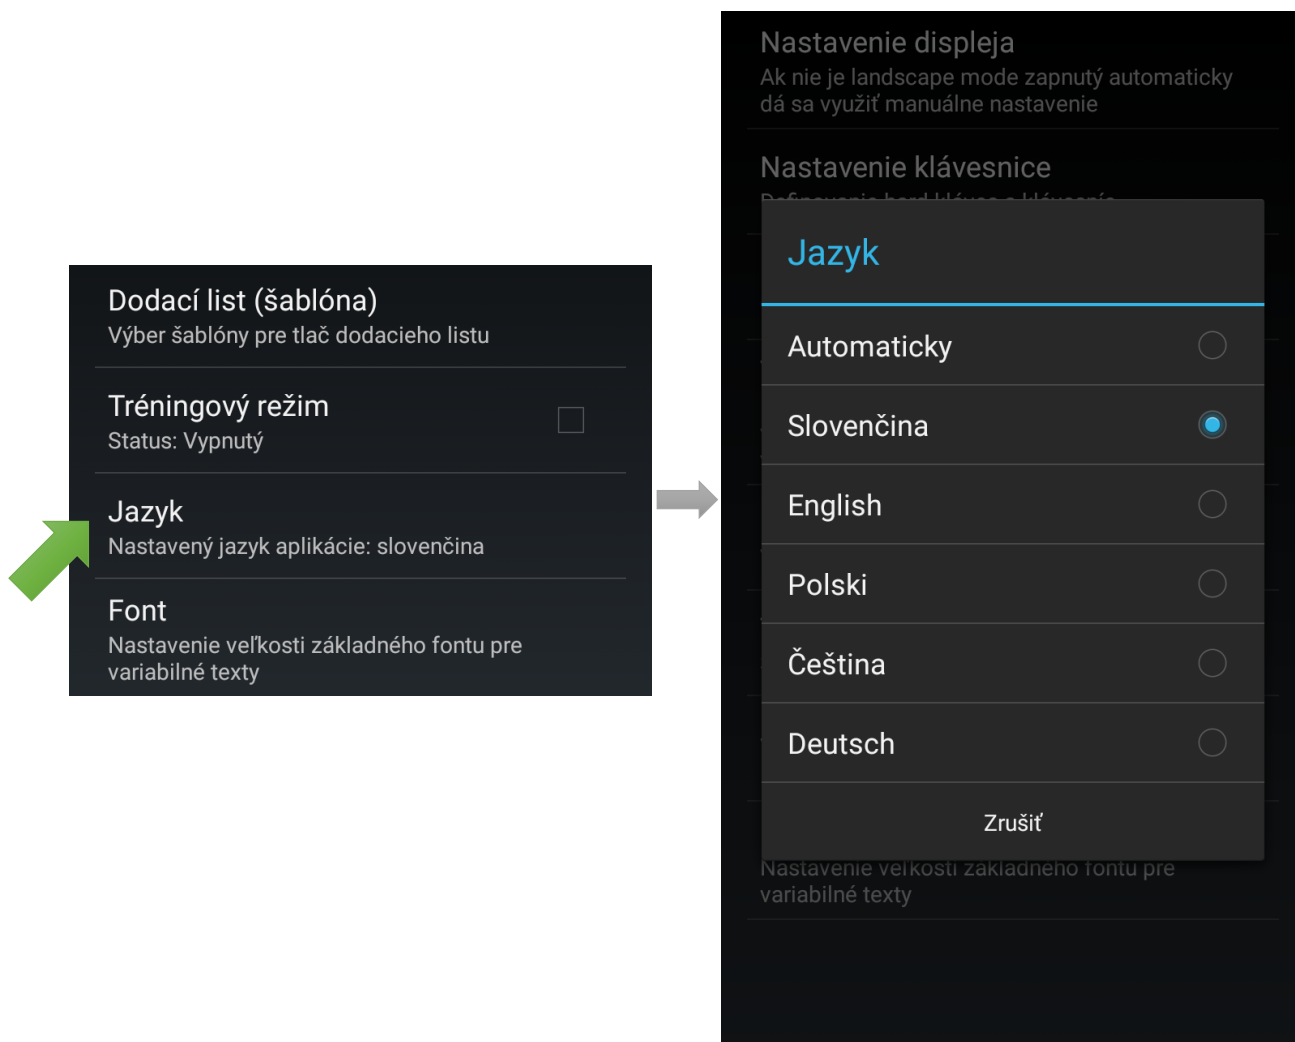 Dodací list (šablóna)
Výber šablóny pre tlač dodacieho listu
Tréningový režim
Status: Vypnutý
Jazyk
Nastavený jazyk aplikácie: slovenčina
Font
Nastavenie veľkosti základného fontu pre
variabilné texty
Nastavenie displeja
Ak nie je landscape mode zapnutý automaticky
dá sa využiť manuálne nastavenie
Nastavenie klávesnice
Jazyk
Automaticky
Slovenčina
English
Polski
Čeština
Deutsch
Zrušiť
Nastavenie veľkosti základného fontu pre
variabilné texty